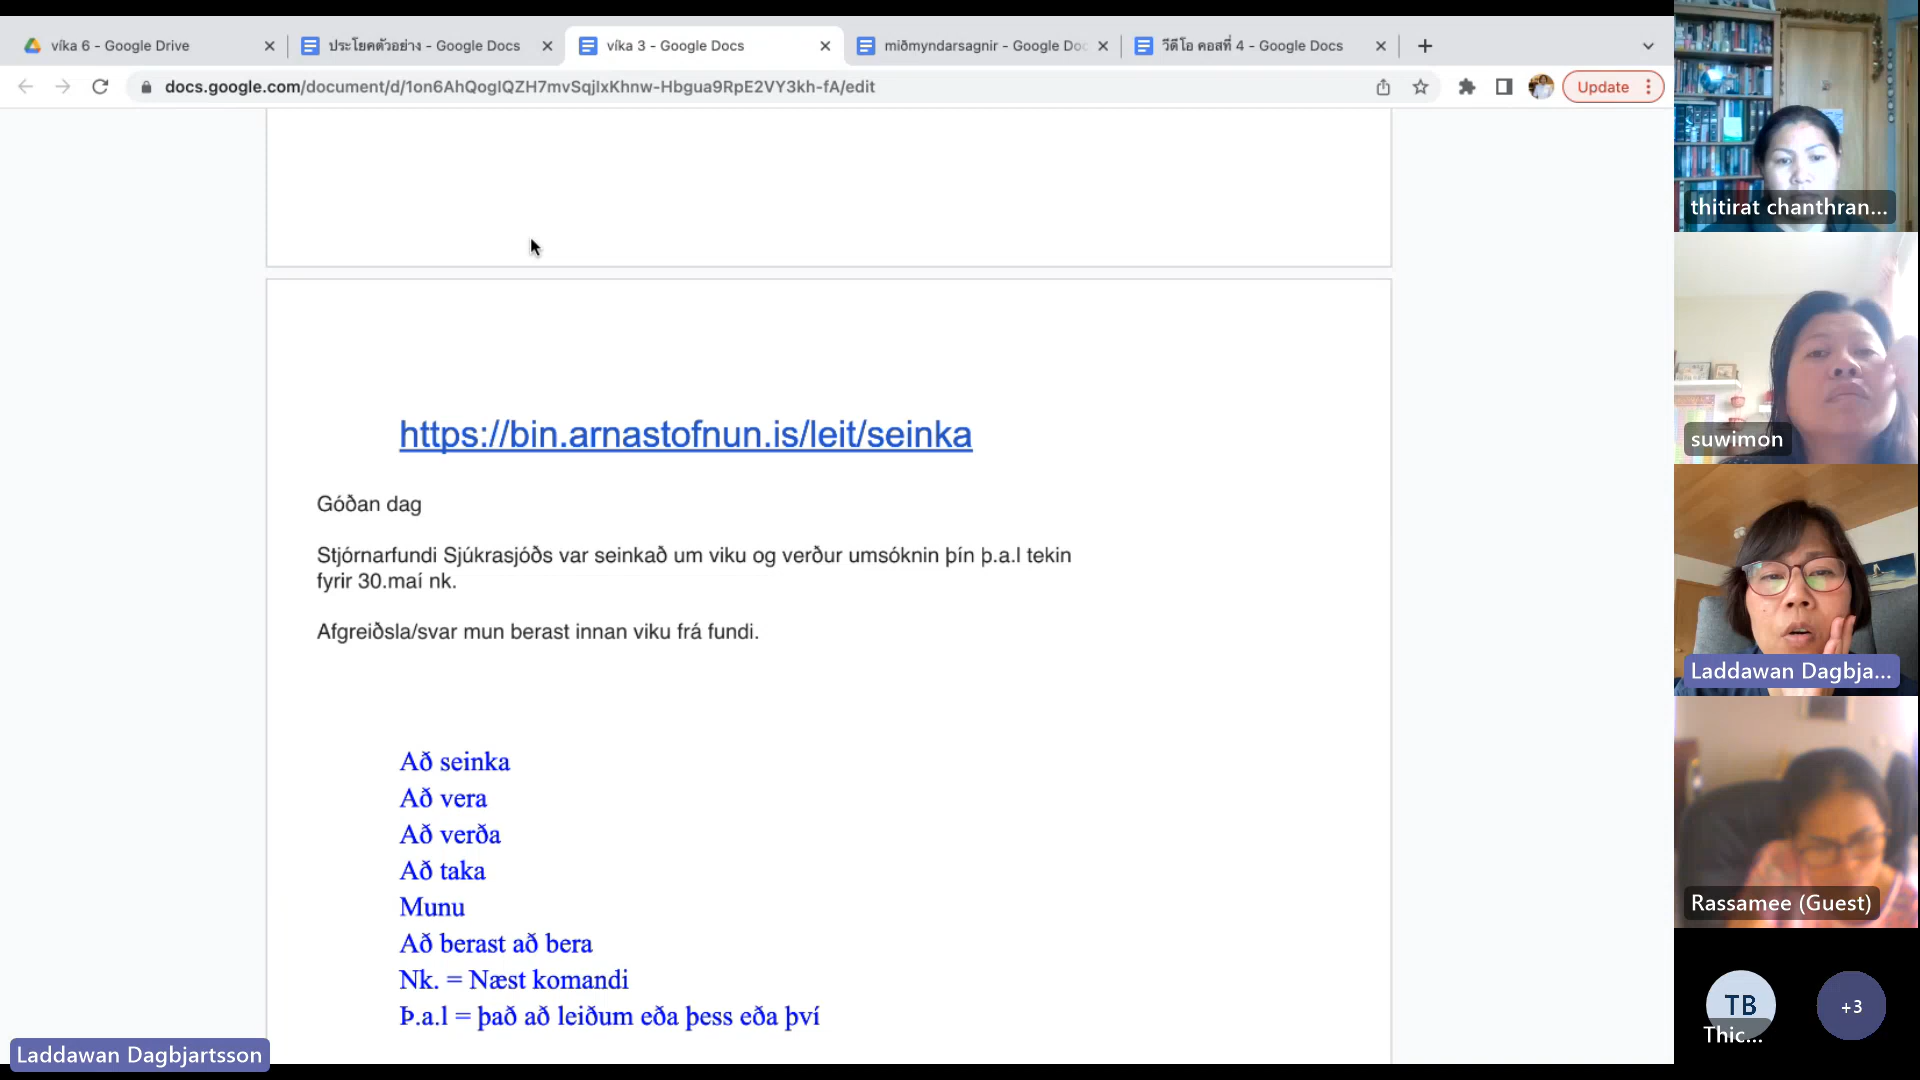 víka 6 - Google Drive
ประโยคตัวอย่าง - Google Docs
víka 3 - Google Docs
miðmyndarsagnir - Google Doc
วีดีโอ คอสที่ 4 - Google Docs
docs.google.com/document/d/1on6AhQogIQZH7mvSqjIxKhnw-Hbgua9RpE2VY3kh-fA/edit
Update
https://bin.arnastofnun.is/leit/seinka
Góðan dag
Stjórnarfundi Sjúkrasjóðs var seinkað um viku og verður umsóknin þín þ.a.l tekin
fyrir 30.maí nk.
Afgreiðsla/svar mun berast innan viku frá fundi.
Að seinka
Að vera
Að verða
Að taka
Munu
Að berast að bera
Nk. = Næst komandi
Þ.a.l = það að leiðum eða þess eða því
Laddawan Dagbjartsson
thitirat chanthran...
suwimon
Laddawan Dagbja...
Rassamee (Guest)
TB
Thic...
+3